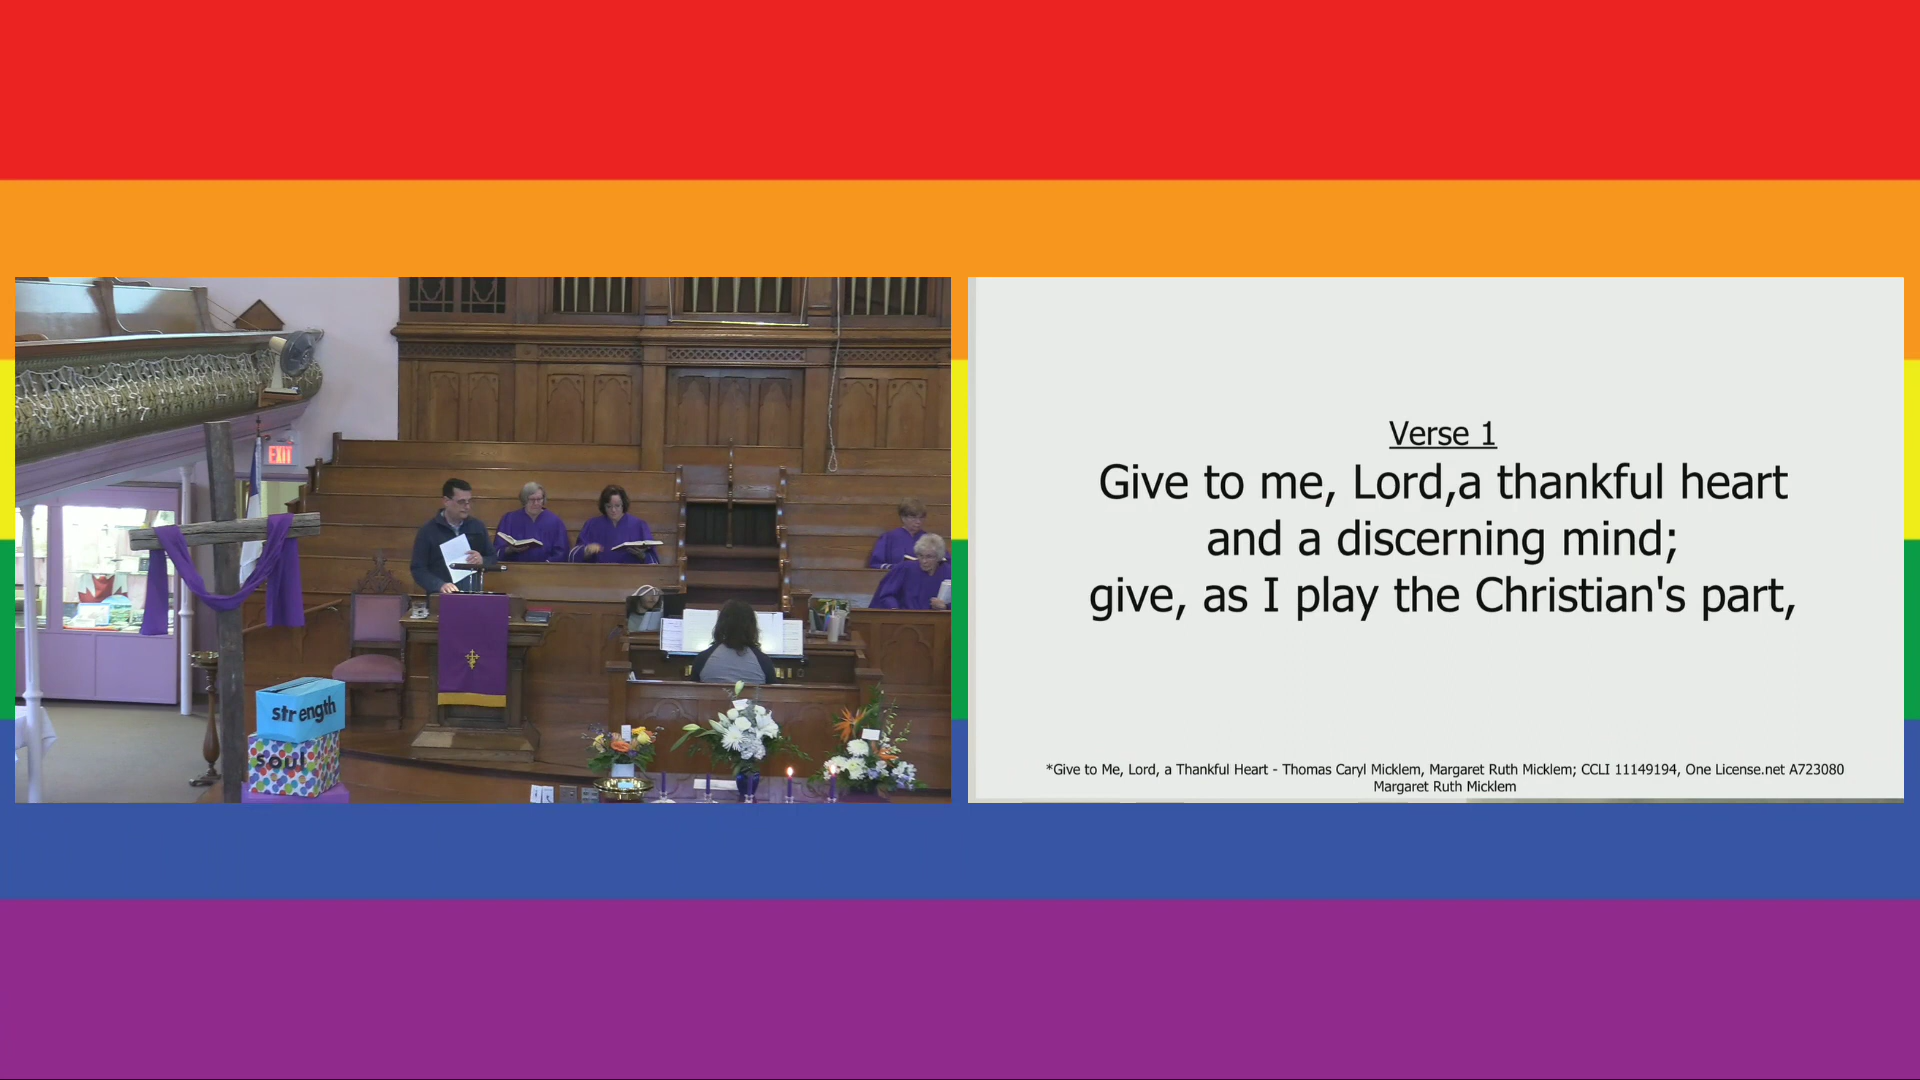 EXIT
strength
soul
Verse 1
Give to me, Lord,a thankful heart
and a discerning mind;
give, as I play the Christian's part,
*Give to Me, Lord, a Thankful Heart - Thomas Caryl Micklem, Margaret Ruth Micklem; CCLI 11149194, One License.net A723080
Margaret Ruth Micklem